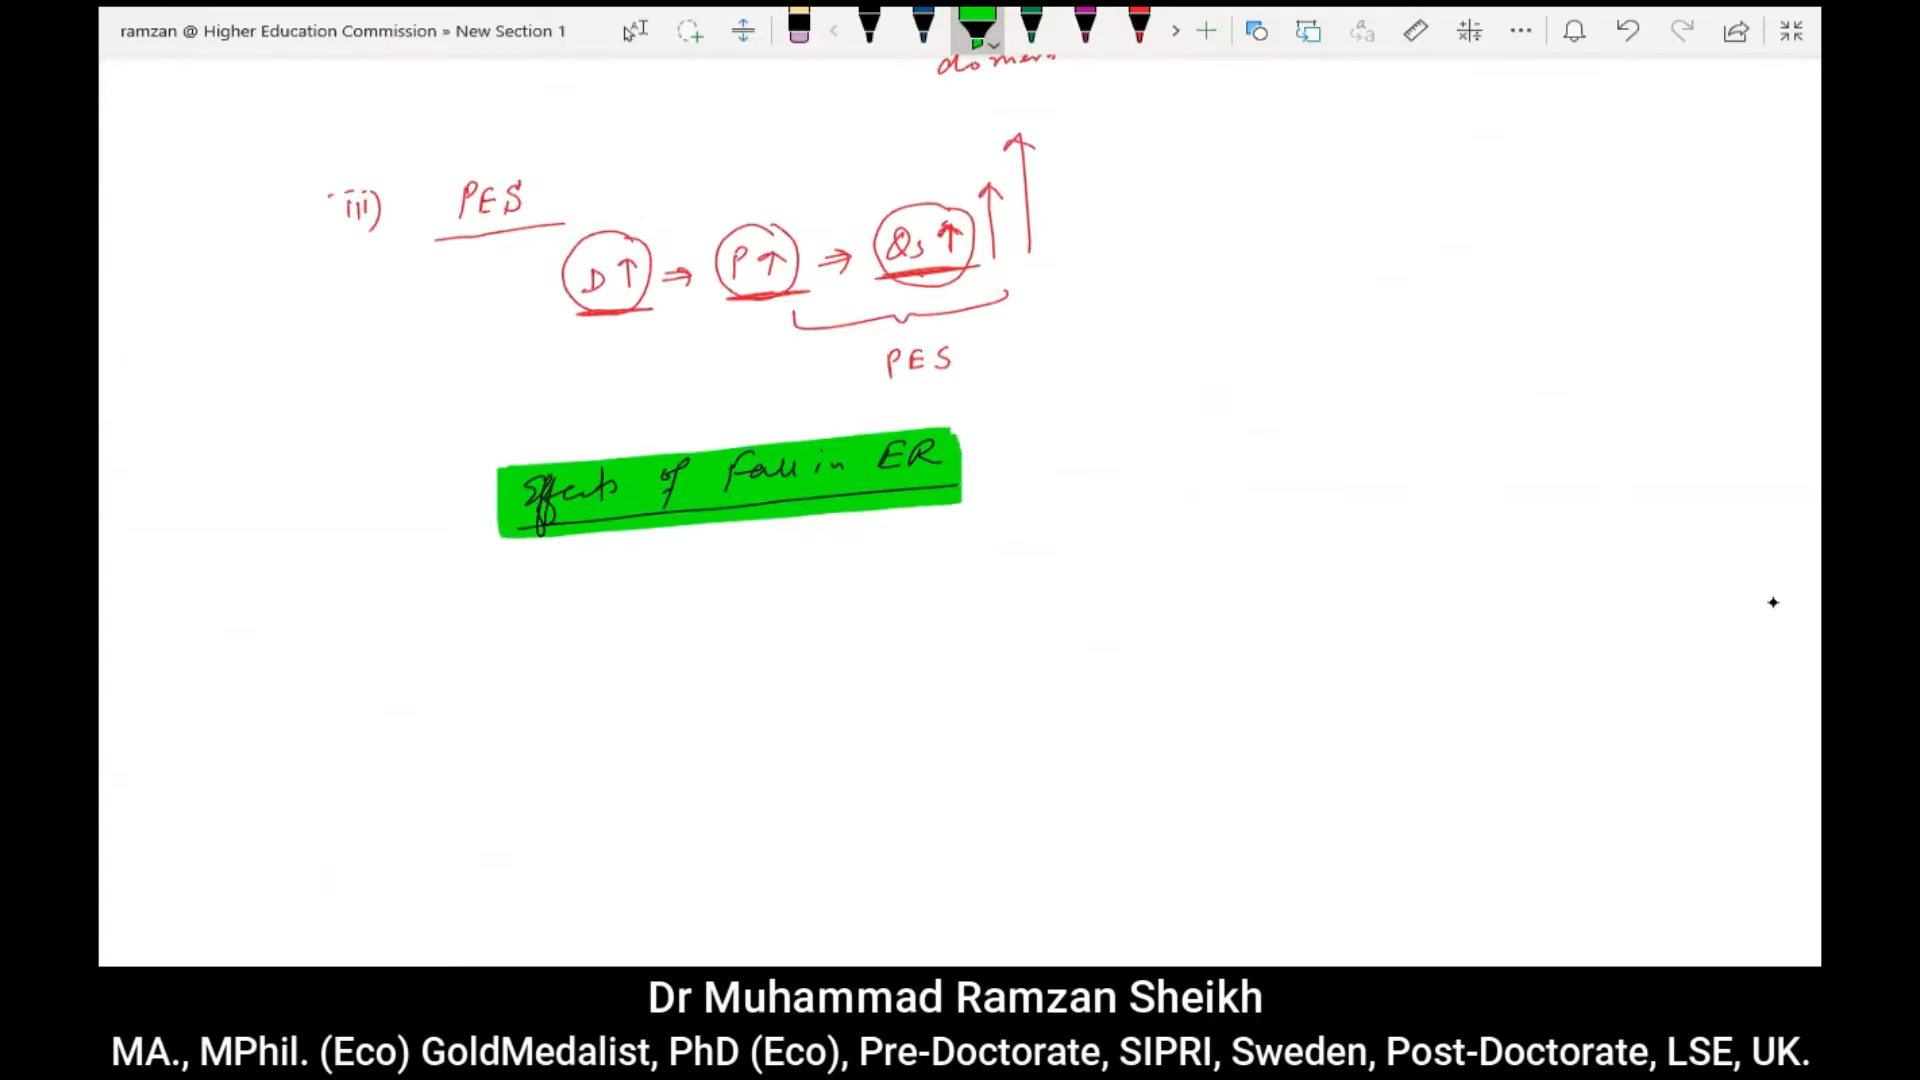 ramzan @ Higher Education Commission » New Section 1
iii) PES
D↑ ⇒ P↑ ⇒ Qs↑
PES
Effects of Fall in ER
Dr Muhammad Ramzan Sheikh
MA., MPhil. (Eco) GoldMedalist, PhD (Eco), Pre-Doctorate, SIPRI, Sweden, Post-Doctorate, LSE, UK.